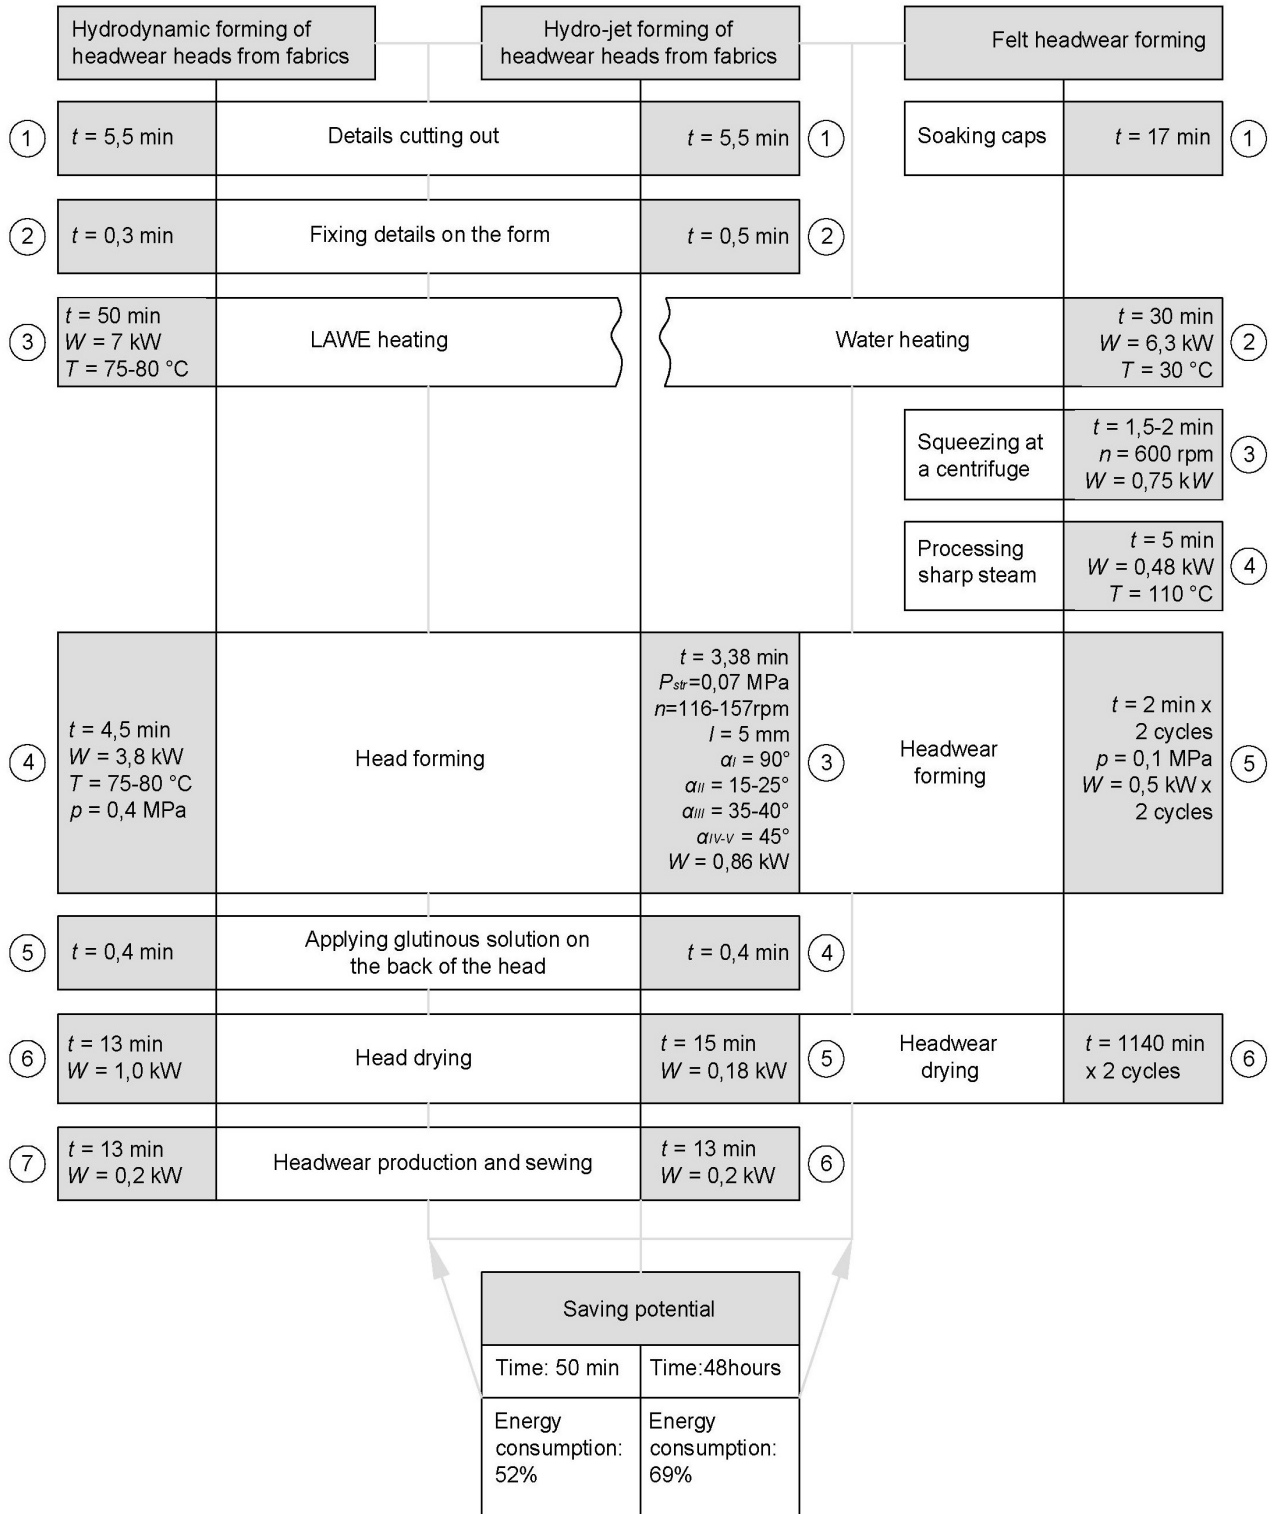 Hydrodynamic forming of
headwear heads from fabrics
Hydro-jet forming of
headwear heads from fabrics
Felt headwear forming
1
t = 5,5 min
Details cutting out
t = 5,5 min
1
Soaking caps
t = 17 min
1
2
t = 0,3 min
Fixing details on the form
t = 0,5 min
2
3
t = 50 min
W = 7 kW
T = 75-80 °C
LAWE heating
Water heating
t = 30 min
W = 6,3 kW
T = 30 °C
2
Squeezing at
a centrifuge
t = 1,5-2 min
n = 600 rpm
W = 0,75 kW
3
Processing
sharp steam
t = 5 min
W = 0,48 kW
T = 110 °C
4
4
t = 4,5 min
W = 3,8 kW
T = 75-80 °C
p = 0,4 MPa
Head forming
t = 3,38 min
Pstr=0,07 MPa
n=116-157rpm
l = 5 mm
αI = 90°
αII = 15-25°
αIII = 35-40°
αIV-V = 45°
W = 0,86 kW
3
Headwear
forming
t = 2 min x
2 cycles
p = 0,1 MPa
W = 0,5 kW x
2 cycles
5
5
t = 0,4 min
Applying glutinous solution on
the back of the head
t = 0,4 min
4
6
t = 13 min
W = 1,0 kW
Head drying
t = 15 min
W = 0,18 kW
5
Headwear
drying
t = 1140 min
x 2 cycles
6
7
t = 13 min
W = 0,2 kW
Headwear production and sewing
t = 13 min
W = 0,2 kW
6
Saving potential
Time: 50 min
Time:48hours
Energy
consumption:
52%
Energy
consumption:
69%